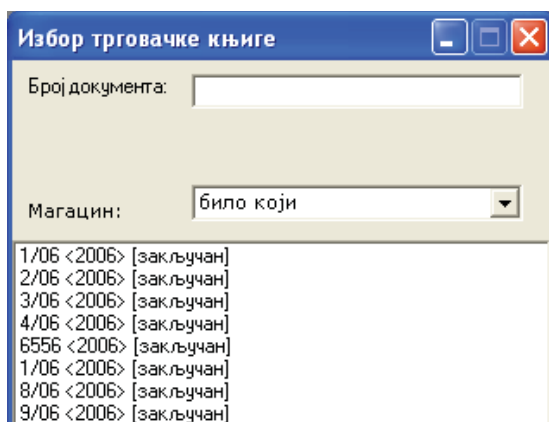 Избор трговачке књиге
Број документа:
Магацин: било који
1/06 <2006> [закључан]
2/06 <2006> [закључан]
3/06 <2006> [закључан]
4/06 <2006> [закључан]
6556 <2006> [закључан]
1/06 <2006> [закључан]
8/06 <2006> [закључан]
9/06 <2006> [закључан]